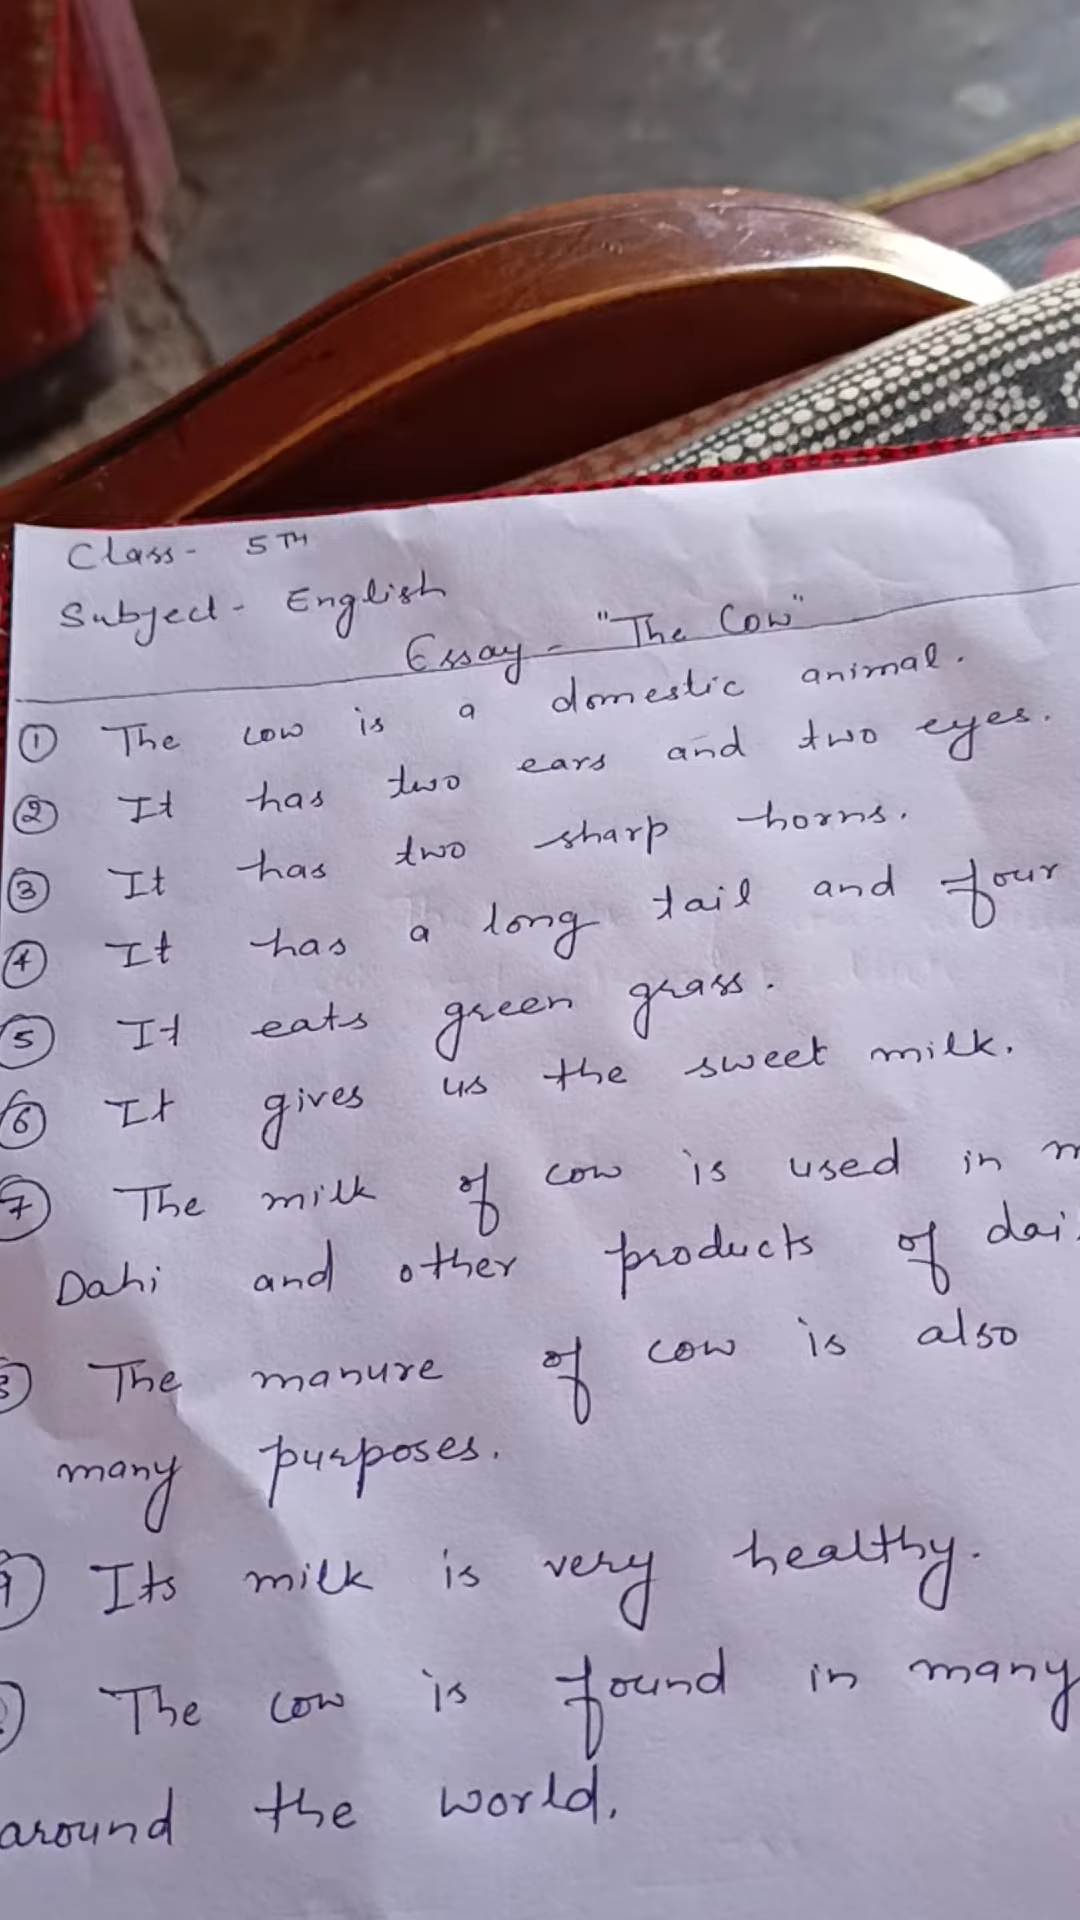 Class- 5TH
Subject- English
Essay- "The Cow"
① The cow is a domestic animal.
② It has two ears and two eyes.
③ It has two sharp horns.
④ It has a long tail and four
⑤ It eats green grass.
⑥ It gives us the sweet milk.
⑦ The milk of cow is used in
Dahi and other products of
⑧ The manure of cow is also
many purposes.
⑨ Its milk is very healthy.
The cow is found in many
around the world.